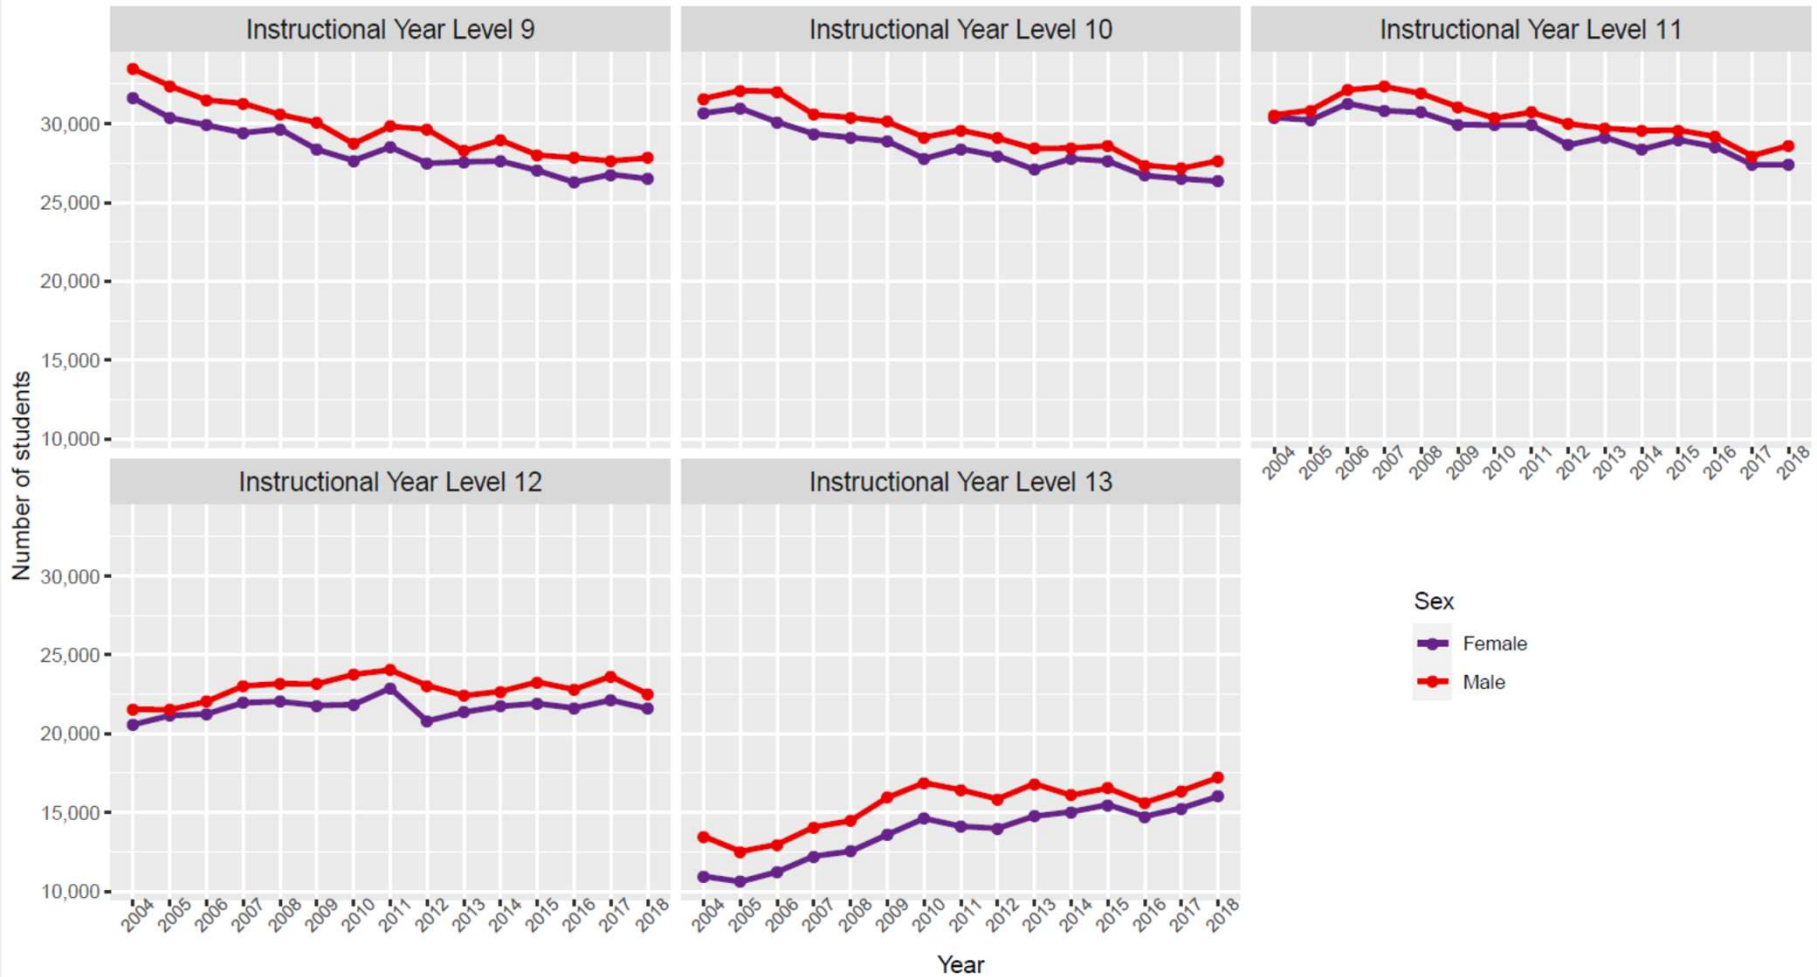 Instructional Year Level 9
Instructional Year Level 10
Instructional Year Level 11
30,000
25,000
20,000
15,000
10,000
2004 2005 2006 2007 2008 2009 2010 2011 2012 2013 2014 2015 2016 2017 2018
Number of students
Instructional Year Level 12
Instructional Year Level 13
30,000
25,000
20,000
15,000
10,000
2004 2005 2006 2007 2008 2009 2010 2011 2012 2013 2014 2015 2016 2017 2018
2004 2005 2006 2007 2008 2009 2010 2011 2012 2013 2014 2015 2016 2017 2018
Year
Sex
Female
Male